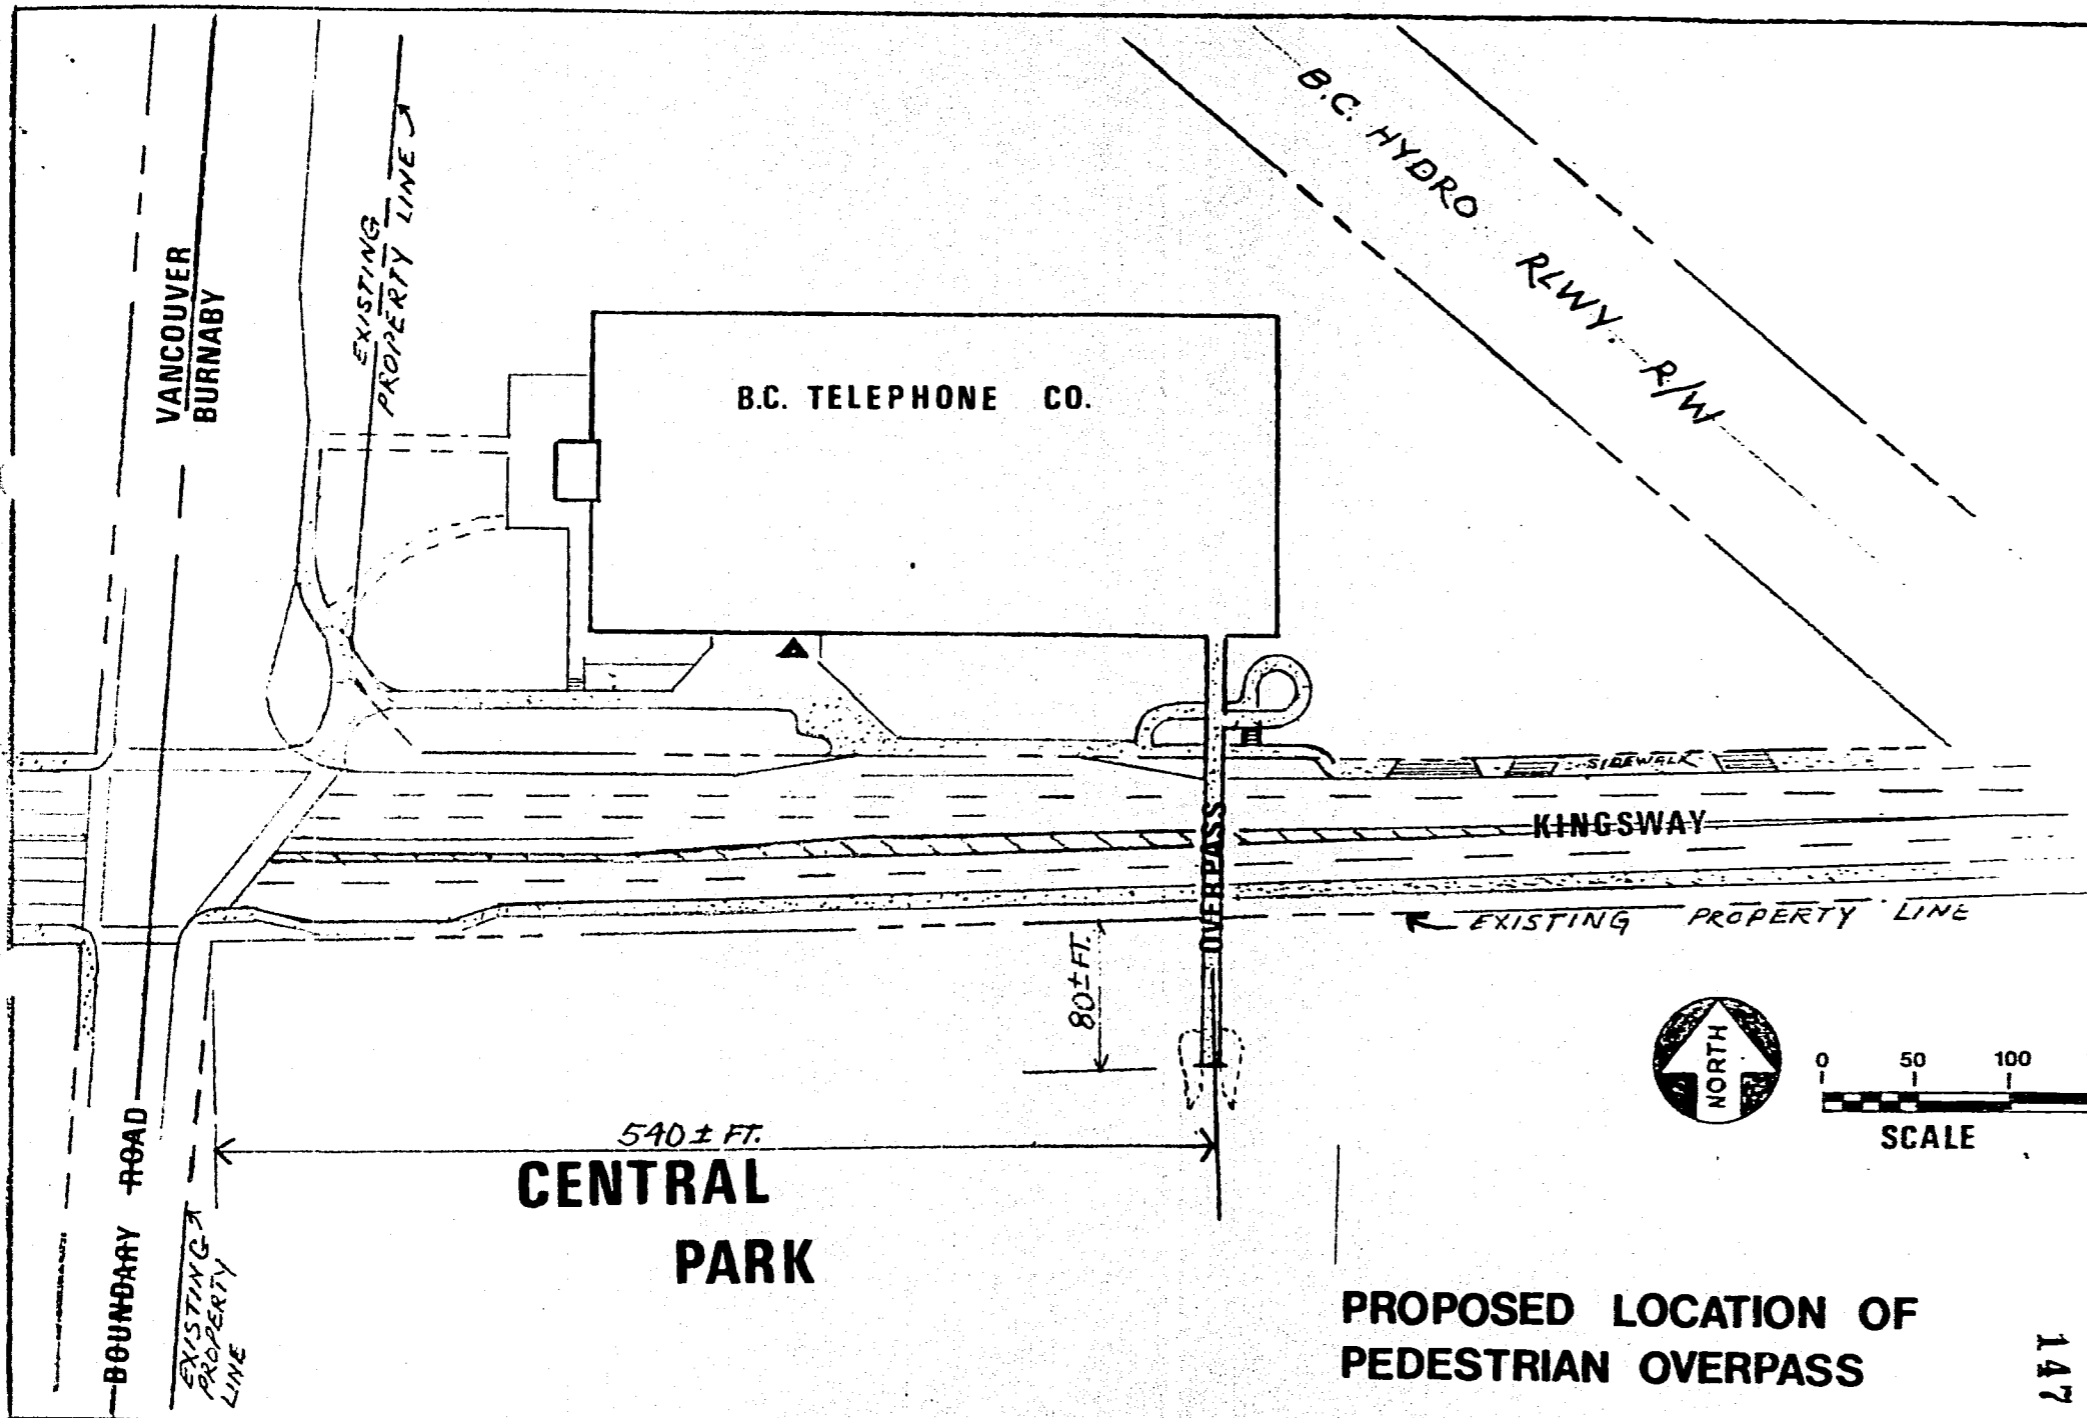 VANCOUVER
BURNABY
EXISTING
PROPERTY LINE
B.C. HYDRO RLWY. R/W
B.C. TELEPHONE CO.
SIDEWALK
KINGSWAY
OVERPASS
EXISTING PROPERTY LINE
80±FT.
NORTH
0 50 100
SCALE
540± FT.
CENTRAL
PARK
BOUNDARY ROAD
EXISTING
PROPERTY
LINE
PROPOSED LOCATION OF
PEDESTRIAN OVERPASS
147